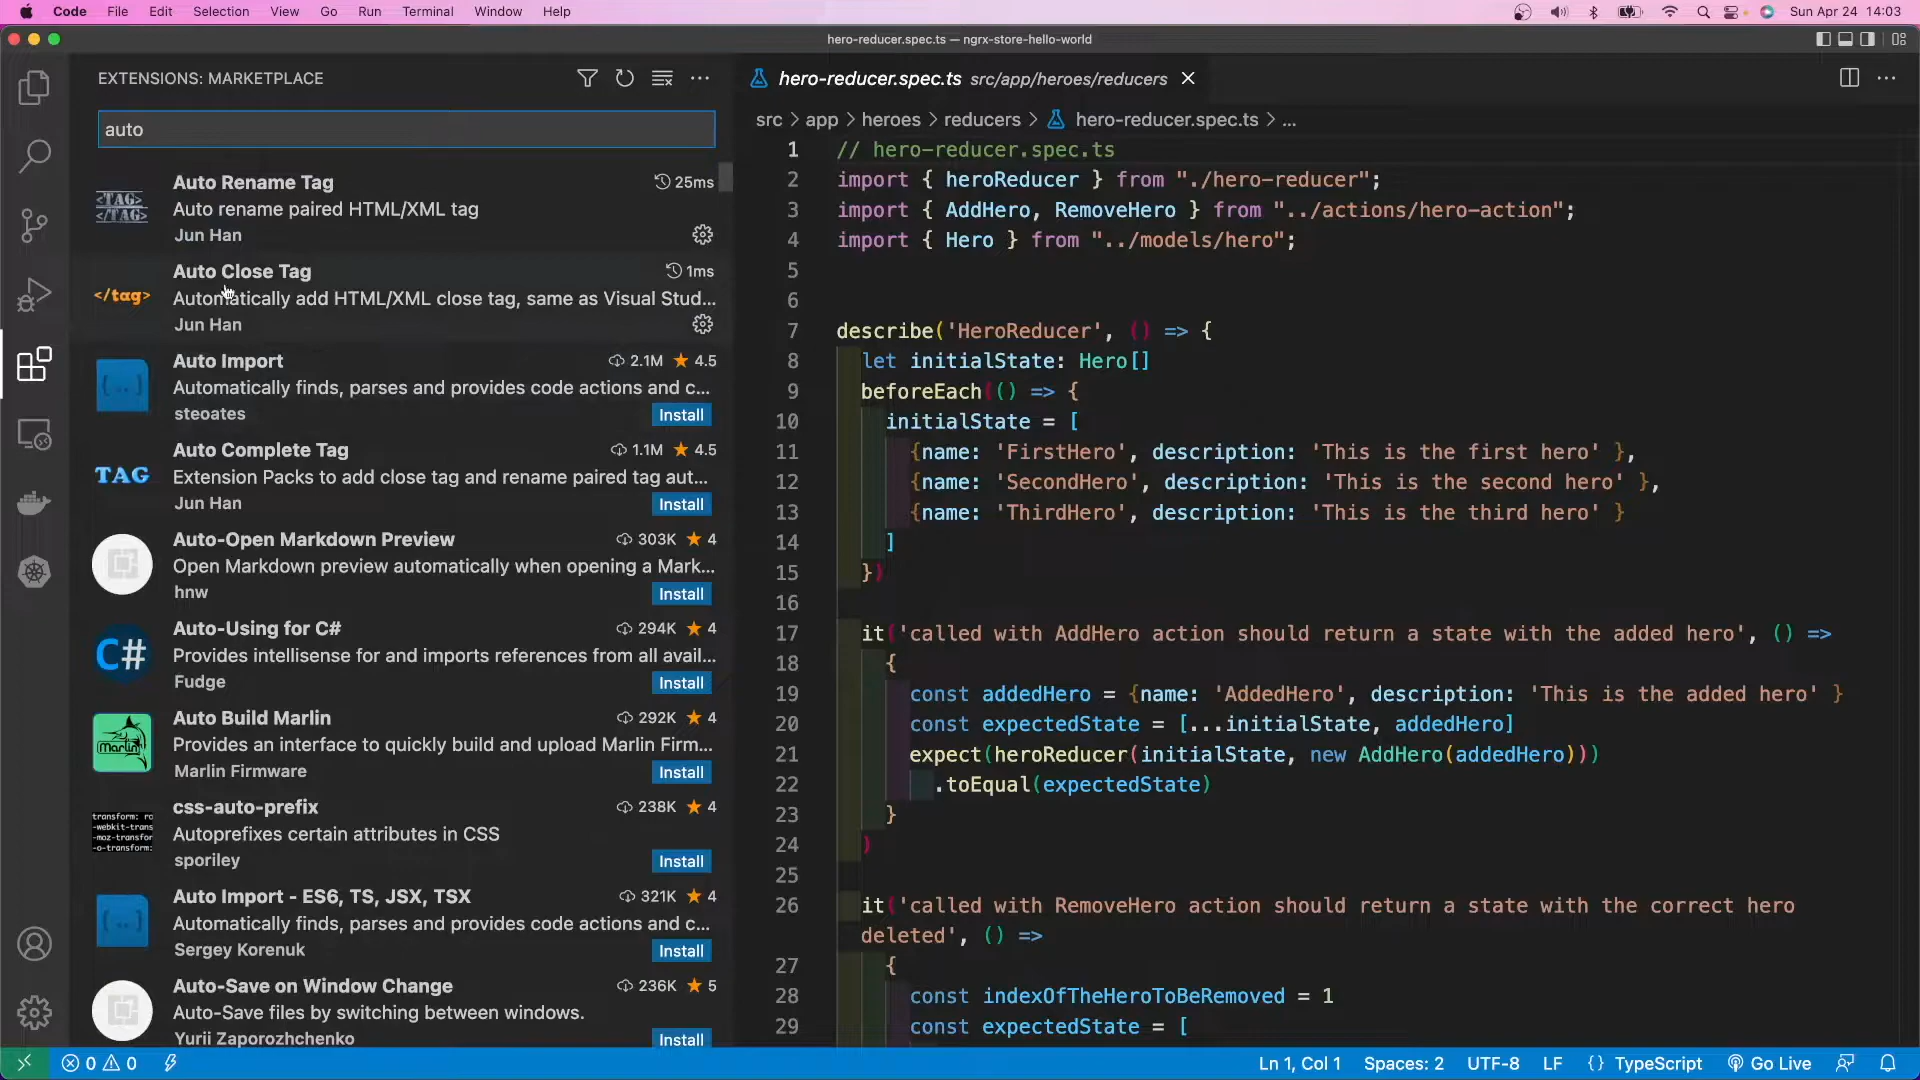 Code File Edit Selection View Go Run Terminal Window Help Sun Apr 24 14:03
hero-reducer.spec.ts — ngrx-store-hello-world
EXTENSIONS: MARKETPLACE
auto
Auto Rename Tag 25ms
Auto rename paired HTML/XML tag
Jun Han
Auto Close Tag 1ms
Automatically add HTML/XML close tag, same as Visual Stud...
Jun Han
</tag>
Auto Import 2.1M 4.5
Automatically finds, parses and provides code actions and c...
steoates Install
Auto Complete Tag 1.1M 4.5
Extension Packs to add close tag and rename paired tag aut...
Jun Han Install
TAG
Auto-Open Markdown Preview 303K 4
Open Markdown preview automatically when opening a Mark...
hnw Install
Auto-Using for C# 294K 4
Provides intellisense for and imports references from all avail...
Fudge Install
C#
Auto Build Marlin 292K 4
Provides an interface to quickly build and upload Marlin Firm...
Marlin Firmware Install
Marlin
css-auto-prefix 238K 4
Autoprefixes certain attributes in CSS
sporiley Install
Auto Import - ES6, TS, JSX, TSX 321K 4
Automatically finds, parses and provides code actions and c...
Sergey Korenuk Install
Auto-Save on Window Change 236K 5
Auto-Save files by switching between windows.
Yurii Zaporozhchenko Install
hero-reducer.spec.ts src/app/heroes/reducers
src > app > heroes > reducers > hero-reducer.spec.ts > ...
1 // hero-reducer.spec.ts
2 import { heroReducer } from "./hero-reducer";
3 import { AddHero, RemoveHero } from "../actions/hero-action";
4 import { Hero } from "../models/hero";
5
6
7 describe('HeroReducer', () => {
8 let initialState: Hero[]
9 beforeEach(() => {
10 initialState = [
11 {name: 'FirstHero', description: 'This is the first hero' },
12 {name: 'SecondHero', description: 'This is the second hero' },
13 {name: 'ThirdHero', description: 'This is the third hero' }
14 ]
15 })
16
17 it('called with AddHero action should return a state with the added hero', () =>
18 {
19 const addedHero = {name: 'AddedHero', description: 'This is the added hero' }
20 const expectedState = [...initialState, addedHero]
21 expect(heroReducer(initialState, new AddHero(addedHero)))
22 .toEqual(expectedState)
23 }
24 )
25
26 it('called with RemoveHero action should return a state with the correct hero
deleted', () =>
27 {
28 const indexOfTheHeroToBeRemoved = 1
29 const expectedState = [
0 0 Ln 1, Col 1 Spaces: 2 UTF-8 LF {} TypeScript Go Live